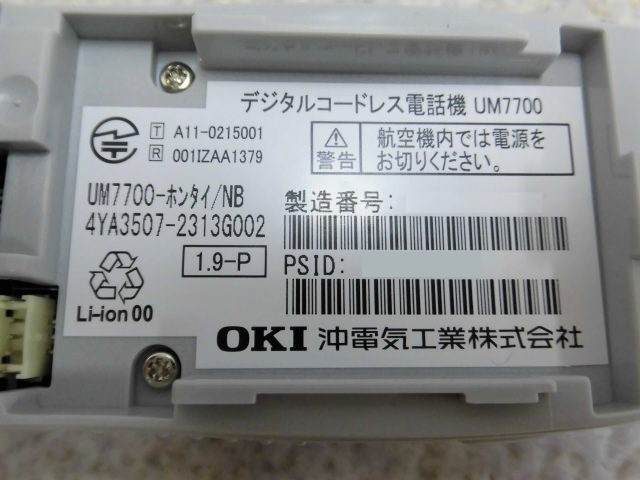 デジタルコードレス電話機 UM7700
T A11-0215001
R 001IZAA1379
警告
航空機内では電源を
お切りください。
UM7700-ホンタイ/NB
4YA3507-2313G002
製造番号:
1.9-P
PSID:
Li-ion 00
OKI 沖電気工業株式会社